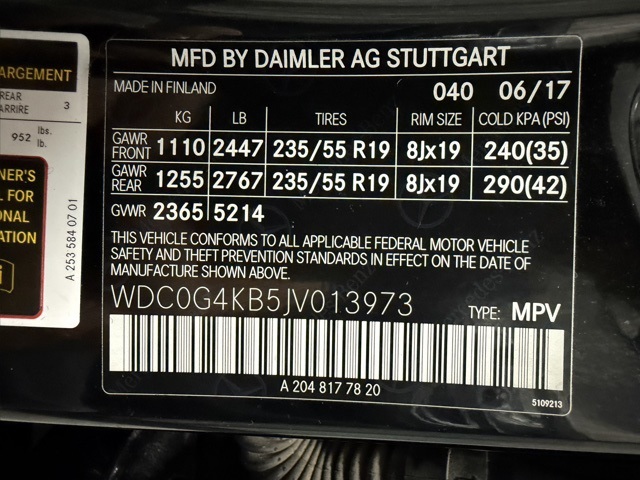 ARGEMENT
REAR
ARRIERE 3
952 lbs.
lb.
NER'S
L FOR
ONAL
ATION
A 253 584 07 01
MFD BY DAIMLER AG STUTTGART
MADE IN FINLAND 040 06/17
KG LB TIRES RIM SIZE COLD KPA (PSI)
GAWR FRONT 1110 2447 235/55 R19 8Jx19 240(35)
GAWR REAR 1255 2767 235/55 R19 8Jx19 290(42)
GVWR 2365 5214
THIS VEHICLE CONFORMS TO ALL APPLICABLE FEDERAL MOTOR VEHICLE
SAFETY AND THEFT PREVENTION STANDARDS IN EFFECT ON THE DATE OF
MANUFACTURE SHOWN ABOVE.
WDC0G4KB5JV013973 TYPE: MPV
A 204 817 78 20
5109213